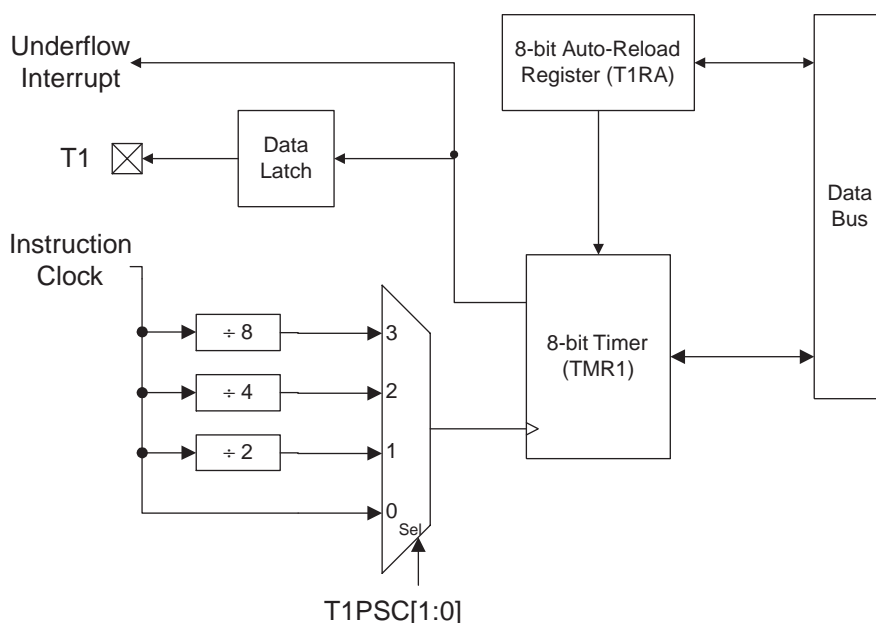 Underflow
Interrupt
8-bit Auto-Reload
Register (T1RA)
T1
Data
Latch
Data
Bus
Instruction
Clock
÷ 8
3
8-bit Timer
(TMR1)
÷ 4
2
÷ 2
1
0
Sel
T1PSC[1:0]